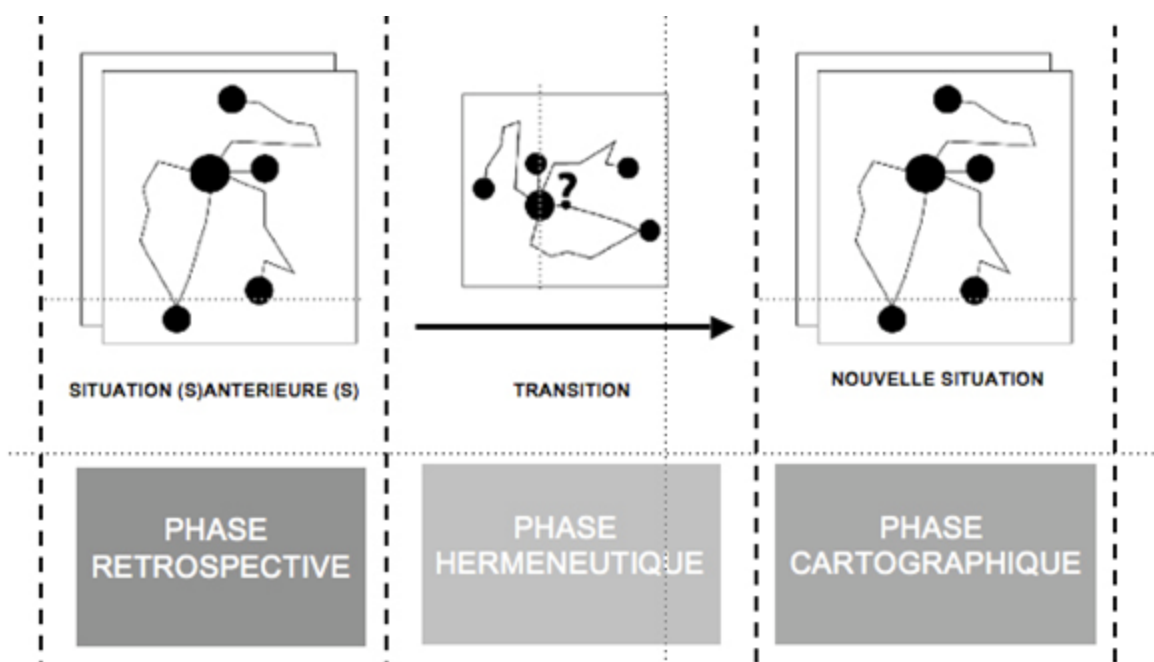 ?
SITUATION (S)ANTERIEURE (S)
TRANSITION
NOUVELLE SITUATION
PHASE
RETROSPECTIVE
PHASE
HERMENEUTIQUE
PHASE
CARTOGRAPHIQUE